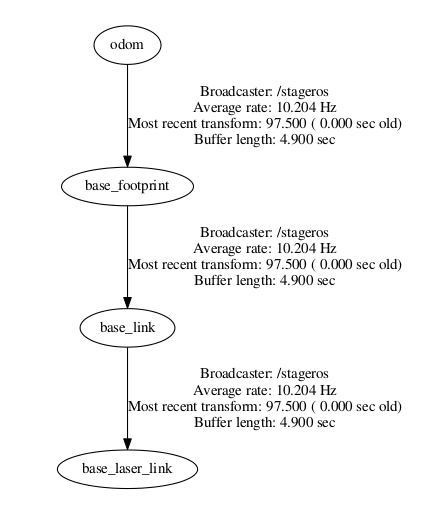 odom
Broadcaster: /stageros
Average rate: 10.204 Hz
Most recent transform: 97.500 ( 0.000 sec old)
Buffer length: 4.900 sec
base_footprint
Broadcaster: /stageros
Average rate: 10.204 Hz
Most recent transform: 97.500 ( 0.000 sec old)
Buffer length: 4.900 sec
base_link
Broadcaster: /stageros
Average rate: 10.204 Hz
Most recent transform: 97.500 ( 0.000 sec old)
Buffer length: 4.900 sec
base_laser_link